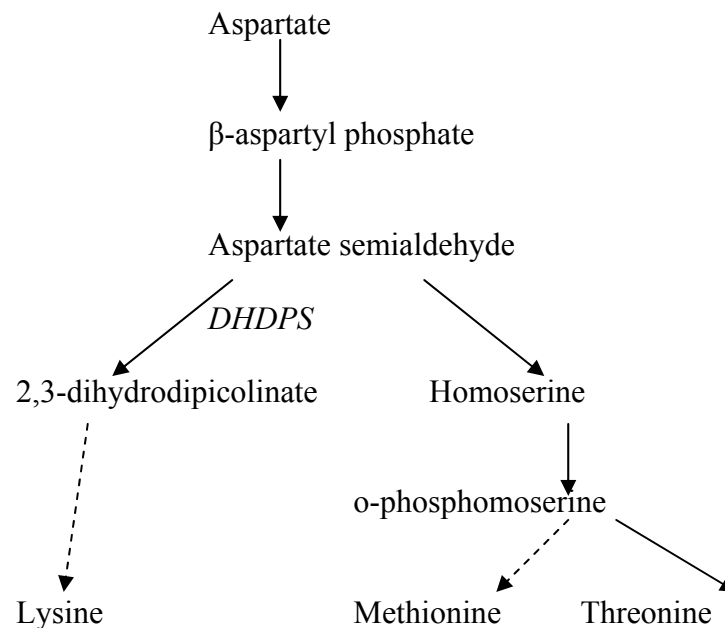 Aspartate
β-aspartyl phosphate
Aspartate semialdehyde
DHDPS
2,3-dihydrodipicolinate Homoserine
o-phosphomoserine
Lysine Methionine Threonine